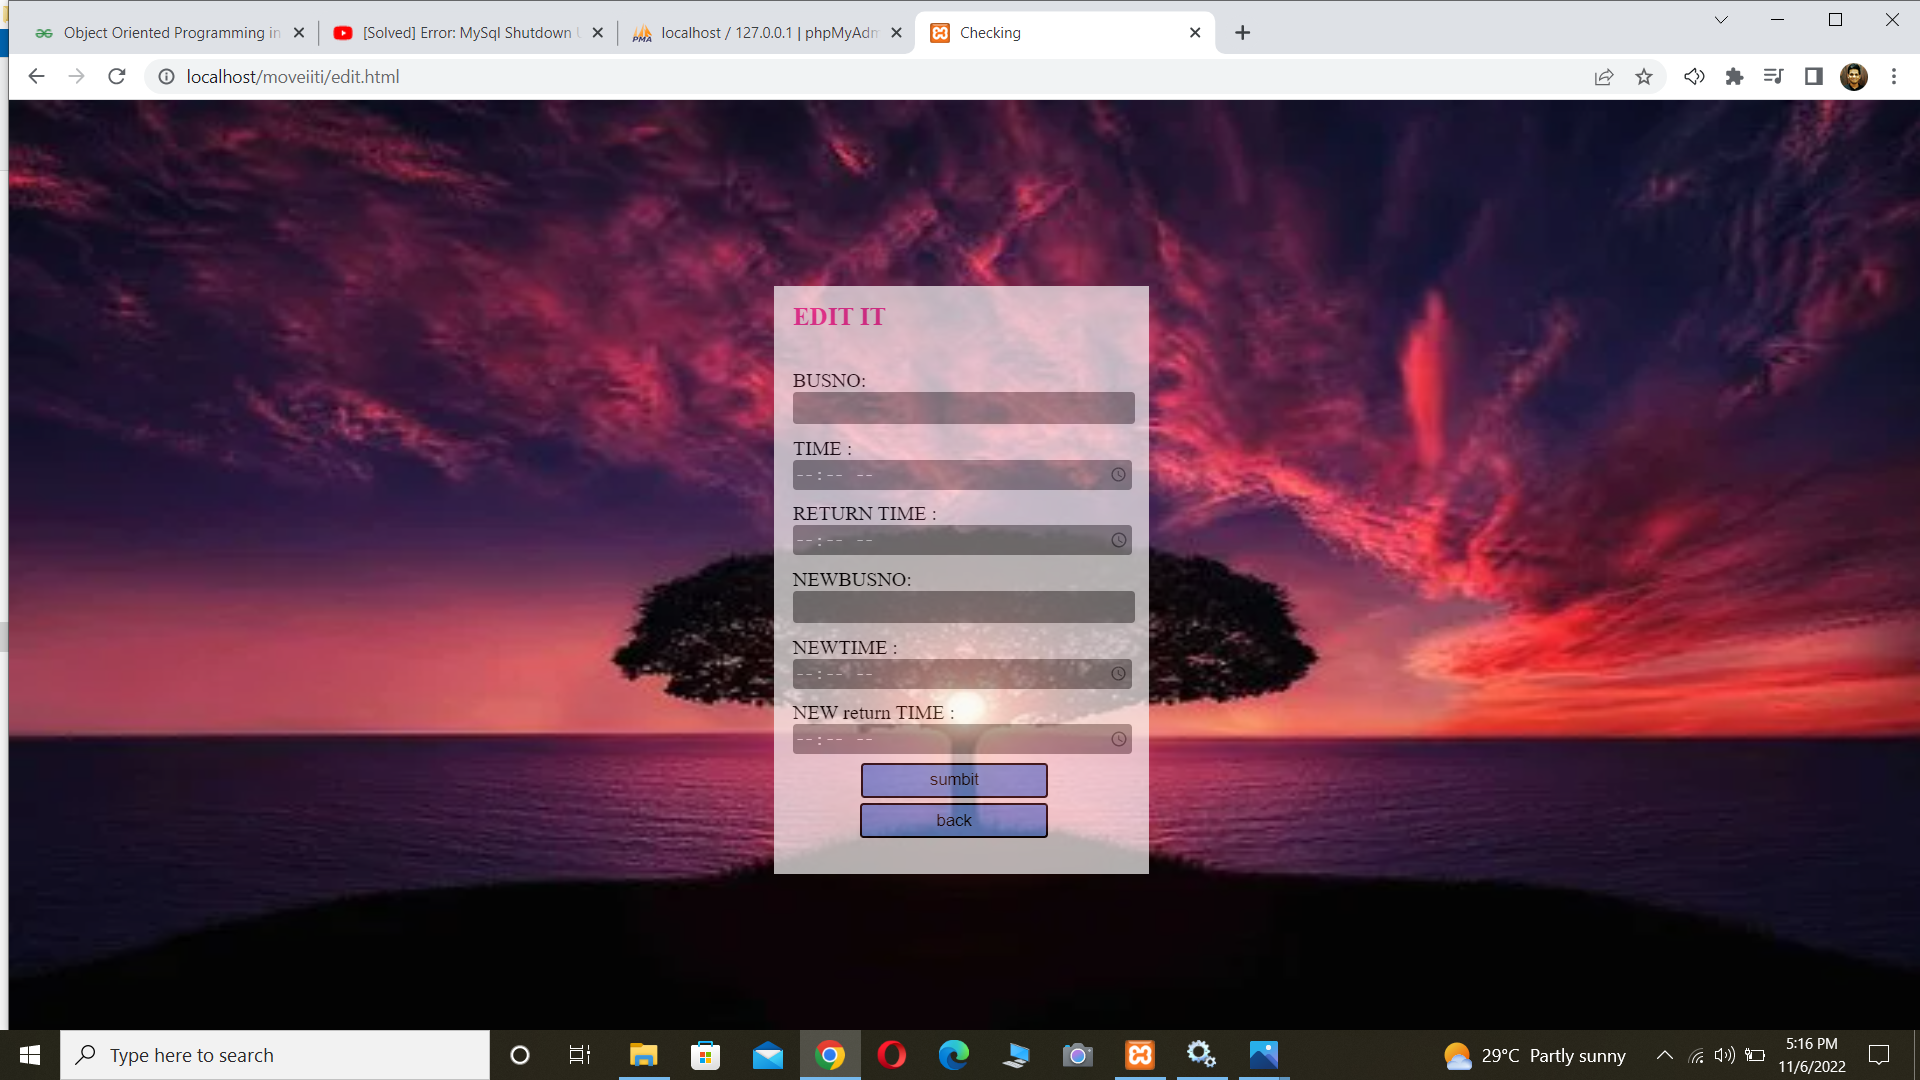 Object Oriented Programming in
[Solved] Error: MySql Shutdown U
PMA
localhost / 127.0.0.1 | phpMyAdm
Checking
localhost/moveiiti/edit.html
EDIT IT
BUSNO:
TIME :
--:-- --
RETURN TIME :
--:-- --
NEWBUSNO:
NEWTIME :
--:-- --
NEW return TIME :
--:-- --
sumbit
back
Type here to search
29°C Partly sunny
5:16 PM
11/6/2022